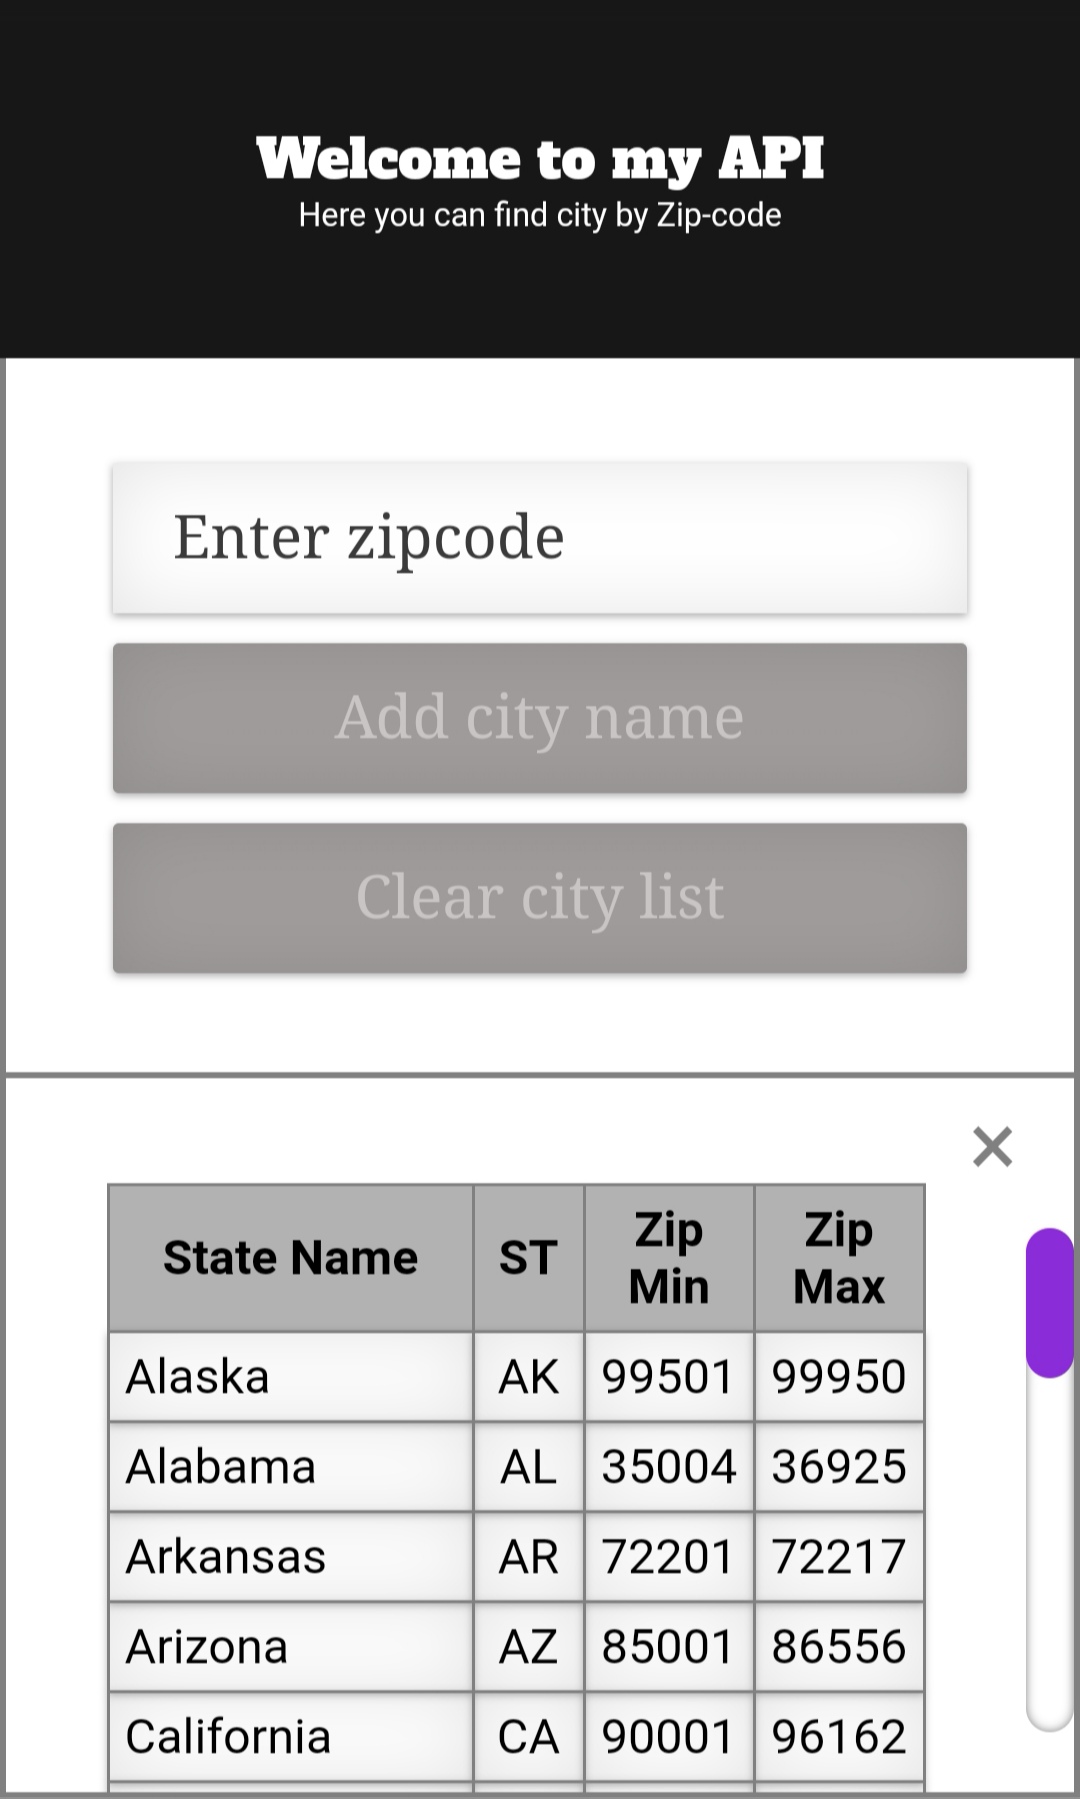 Welcome to my API
Here you can find city by Zip-code
Enter zipcode
Add city name
Clear city list
State Name ST Zip Min Zip Max
Alaska AK 99501 99950
Alabama AL 35004 36925
Arkansas AR 72201 72217
Arizona AZ 85001 86556
California CA 90001 96162